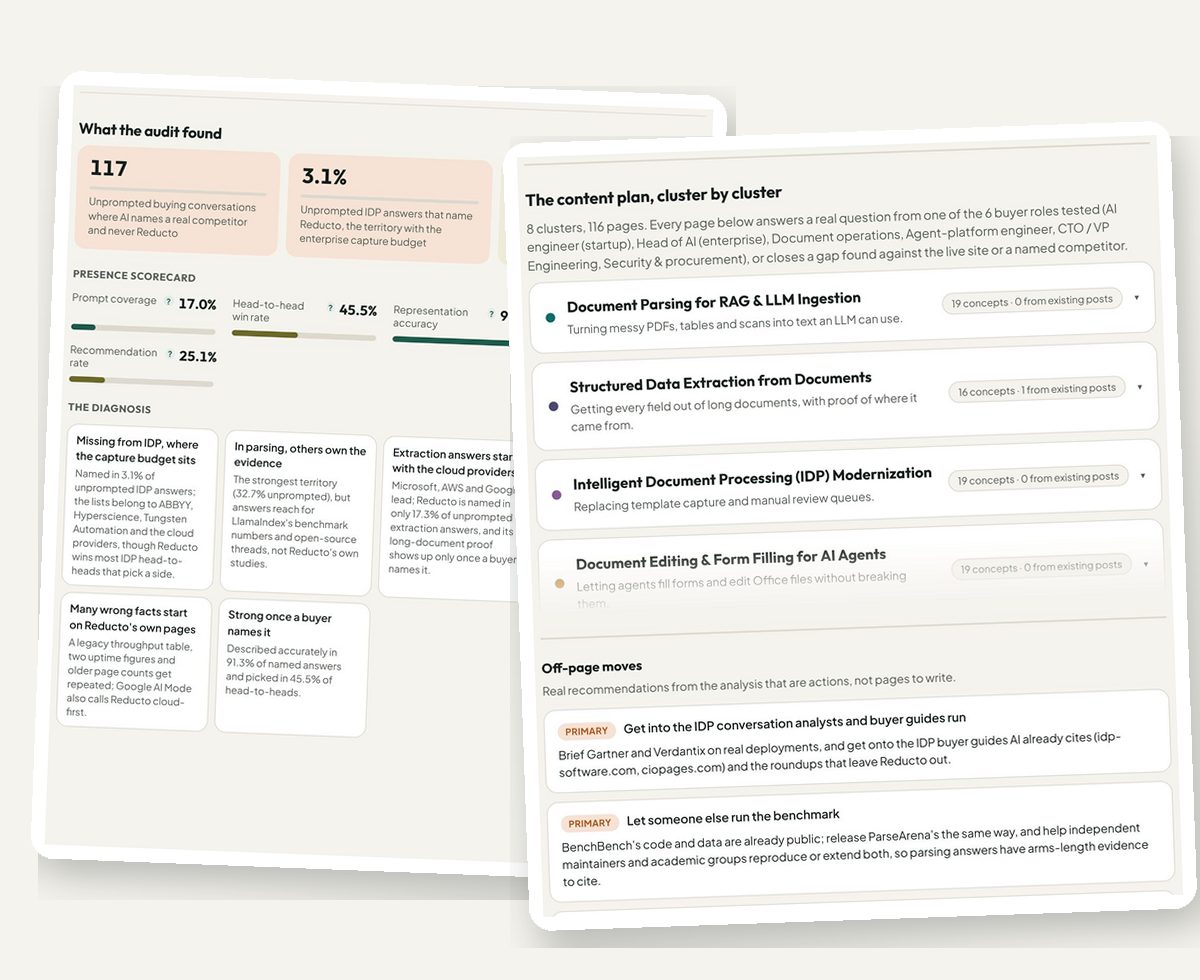 What the audit found
117
Unprompted buying conversations
where AI names a real competitor
and never Reducto
3.1%
Unprompted IDP answers that name
Reducto, the territory with the
enterprise capture budget
PRESENCE SCORECARD
Prompt coverage ? 17.0%
Head-to-head
win rate
? 45.5%
Representation
accuracy
? 9
Recommendation
rate
? 25.1%
THE DIAGNOSIS
Missing from IDP, where
the capture budget sits
Named in 3.1% of
unprompted IDP answers;
the lists belong to ABBYY,
Hyperscience, Tungsten
Automation and the cloud
providers, though Reducto
wins most IDP head-to-
heads that pick a side.
In parsing, others own the
evidence
The strongest territory
(32.7% unprompted), but
answers reach for
LlamaIndex's benchmark
numbers and open-source
threads, not Reducto's own
studies.
Extraction answers star
with the cloud providers
Microsoft, AWS and Googl
lead; Reducto is named in
only 17.3% of unprompted
extraction answers, and its
long-document proof
shows up only once a buyer
names it.
Many wrong facts start
on Reducto's own pages
A legacy throughput table,
two uptime figures and
older page counts get
repeated; Google AI Mode
also calls Reducto cloud-
first.
Strong once a buyer
names it
Described accurately in
91.3% of named answers
and picked in 45.5% of
head-to-heads.
The content plan, cluster by cluster
8 clusters, 116 pages. Every page below answers a real question from one of the 6 buyer roles tested (AI
engineer (startup), Head of AI (enterprise), Document operations, Agent-platform engineer, CTO / VP
Engineering, Security & procurement), or closes a gap found against the live site or a named competitor.
Document Parsing for RAG & LLM Ingestion
Turning messy PDFs, tables and scans into text an LLM can use.
19 concepts · 0 from existing posts
Structured Data Extraction from Documents
Getting every field out of long documents, with proof of where it
came from.
16 concepts · 1 from existing posts
Intelligent Document Processing (IDP) Modernization
Replacing template capture and manual review queues.
19 concepts · 0 from existing posts
Document Editing & Form Filling for AI Agents
Letting agents fill forms and edit Office files without breaking
them.
19 concepts · 0 from existing posts
Off-page moves
Real recommendations from the analysis that are actions, not pages to write.
PRIMARY Get into the IDP conversation analysts and buyer guides run
Brief Gartner and Verdantix on real deployments, and get onto the IDP buyer guides AI already cites (idp-
software.com, ciopages.com) and the roundups that leave Reducto out.
PRIMARY Let someone else run the benchmark
BenchBench's code and data are already public; release ParseArena's the same way, and help independent
maintainers and academic groups reproduce or extend both, so parsing answers have arms-length evidence
to cite.